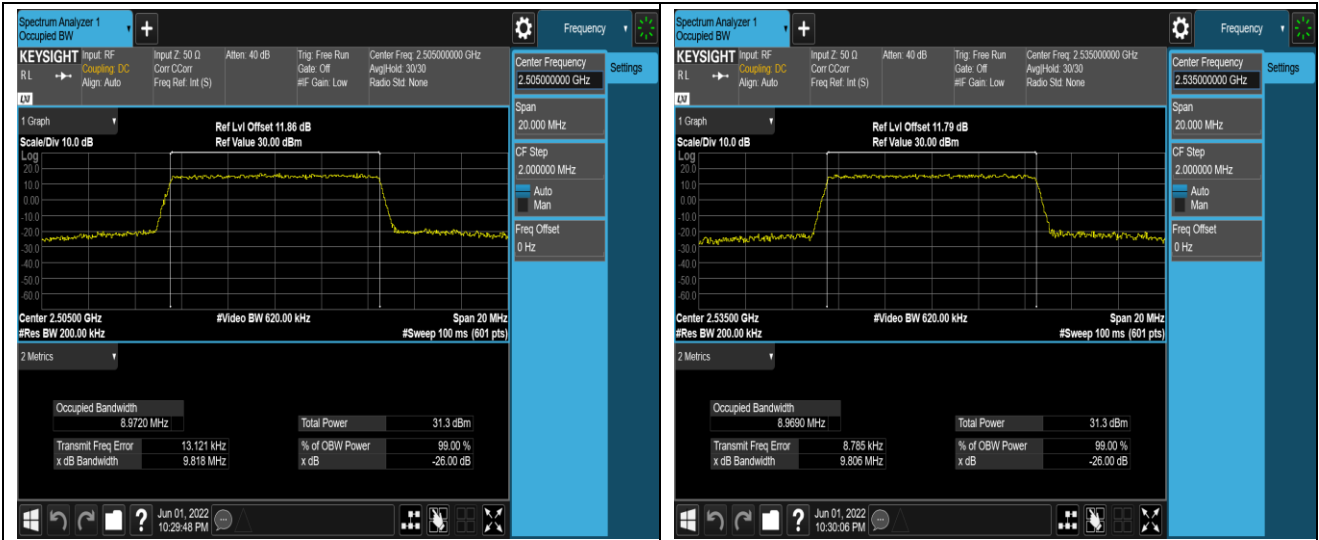 Spectrum Analyzer 1
Occupied BW
+
Frequency
KEYSIGHT
Input: RF
Coupling: DC
Align: Auto
Input Z: 50 Ω
Corr CCorr
Freq Ref: Int (S)
Atten: 40 dB
Trig: Free Run
Gate: Off
#IF Gain: Low
Center Freq: 2.505000000 GHz
Avg|Hold: 30/30
Radio Std: None
RL
LXI
Center Frequency
2.505000000 GHz
Settings
Span
20.000 MHz
CF Step
2.000000 MHz
Auto
Man
Freq Offset
0 Hz
1 Graph
Ref Lvl Offset 11.86 dB
Scale/Div 10.0 dB
Ref Value 30.00 dBm
Log
20.0
10.0
0.00
-10.0
-20.0
-30.0
-40.0
-50.0
-60.0
Center 2.50500 GHz
#Video BW 620.00 kHz
Span 20 MHz
#Res BW 200.00 kHz
#Sweep 100 ms (601 pts)
2 Metrics
Occupied Bandwidth
8.9720 MHz
Total Power 31.3 dBm
Transmit Freq Error 13.121 kHz
% of OBW Power 99.00 %
x dB Bandwidth 9.818 MHz
x dB -26.00 dB
?
Jun 01, 2022
10:29:48 PM
Spectrum Analyzer 1
Occupied BW
+
Frequency
KEYSIGHT
Input: RF
Coupling: DC
Align: Auto
Input Z: 50 Ω
Corr CCorr
Freq Ref: Int (S)
Atten: 40 dB
Trig: Free Run
Gate: Off
#IF Gain: Low
Center Freq: 2.535000000 GHz
Avg|Hold: 30/30
Radio Std: None
RL
LXI
Center Frequency
2.535000000 GHz
Settings
Span
20.000 MHz
CF Step
2.000000 MHz
Auto
Man
Freq Offset
0 Hz
1 Graph
Ref Lvl Offset 11.79 dB
Scale/Div 10.0 dB
Ref Value 30.00 dBm
Log
20.0
10.0
0.00
-10.0
-20.0
-30.0
-40.0
-50.0
-60.0
Center 2.53500 GHz
#Video BW 620.00 kHz
Span 20 MHz
#Res BW 200.00 kHz
#Sweep 100 ms (601 pts)
2 Metrics
Occupied Bandwidth
8.9690 MHz
Total Power 31.3 dBm
Transmit Freq Error 8.785 kHz
% of OBW Power 99.00 %
x dB Bandwidth 9.806 MHz
x dB -26.00 dB
?
Jun 01, 2022
10:30:06 PM